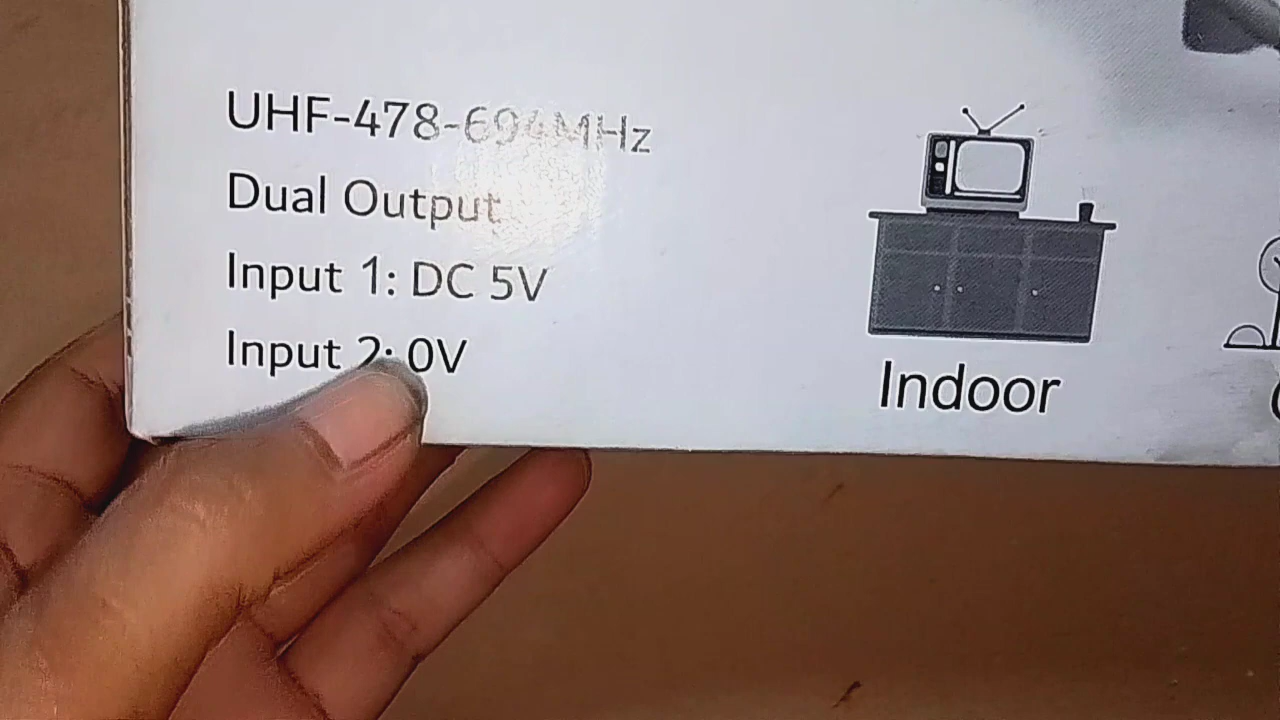 UHF-478-694MHz
Dual Output
Input 1: DC 5V
Input 2: 0V
Indoor